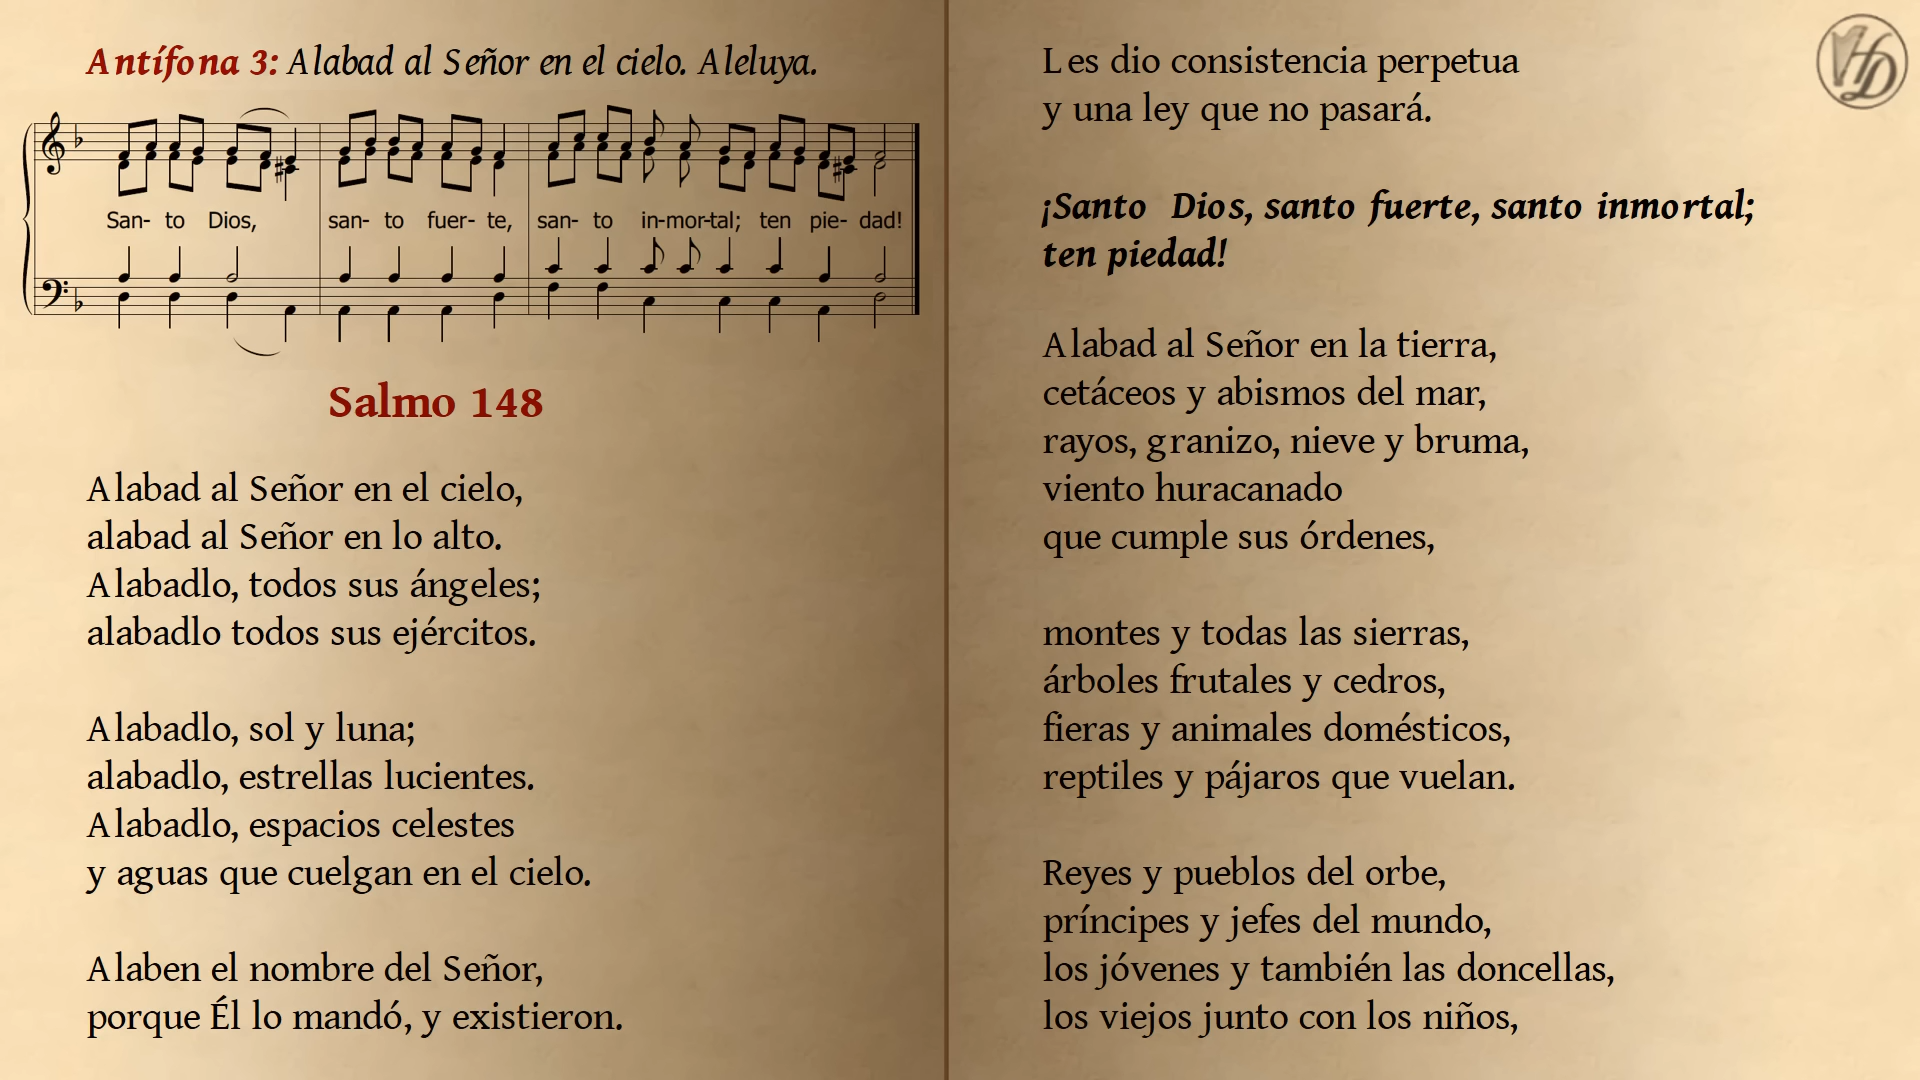 Antífona 3: Alabad al Señor en el cielo. Aleluya.
San- to Dios, san- to fuer- te, san- to in-mor-tal; ten pie- dad!
Salmo 148
Alabad al Señor en el cielo,
alabad al Señor en lo alto.
Alabadlo, todos sus ángeles;
alabadlo todos sus ejércitos.
Alabadlo, sol y luna;
alabadlo, estrellas lucientes.
Alabadlo, espacios celestes
y aguas que cuelgan en el cielo.
Alaben el nombre del Señor,
porque Él lo mandó, y existieron.
Les dio consistencia perpetua
y una ley que no pasará.
¡Santo Dios, santo fuerte, santo inmortal;
ten piedad!
Alabad al Señor en la tierra,
cetáceos y abismos del mar,
rayos, granizo, nieve y bruma,
viento huracanado
que cumple sus órdenes,
montes y todas las sierras,
árboles frutales y cedros,
fieras y animales domésticos,
reptiles y pájaros que vuelan.
Reyes y pueblos del orbe,
príncipes y jefes del mundo,
los jóvenes y también las doncellas,
los viejos junto con los niños,
HD